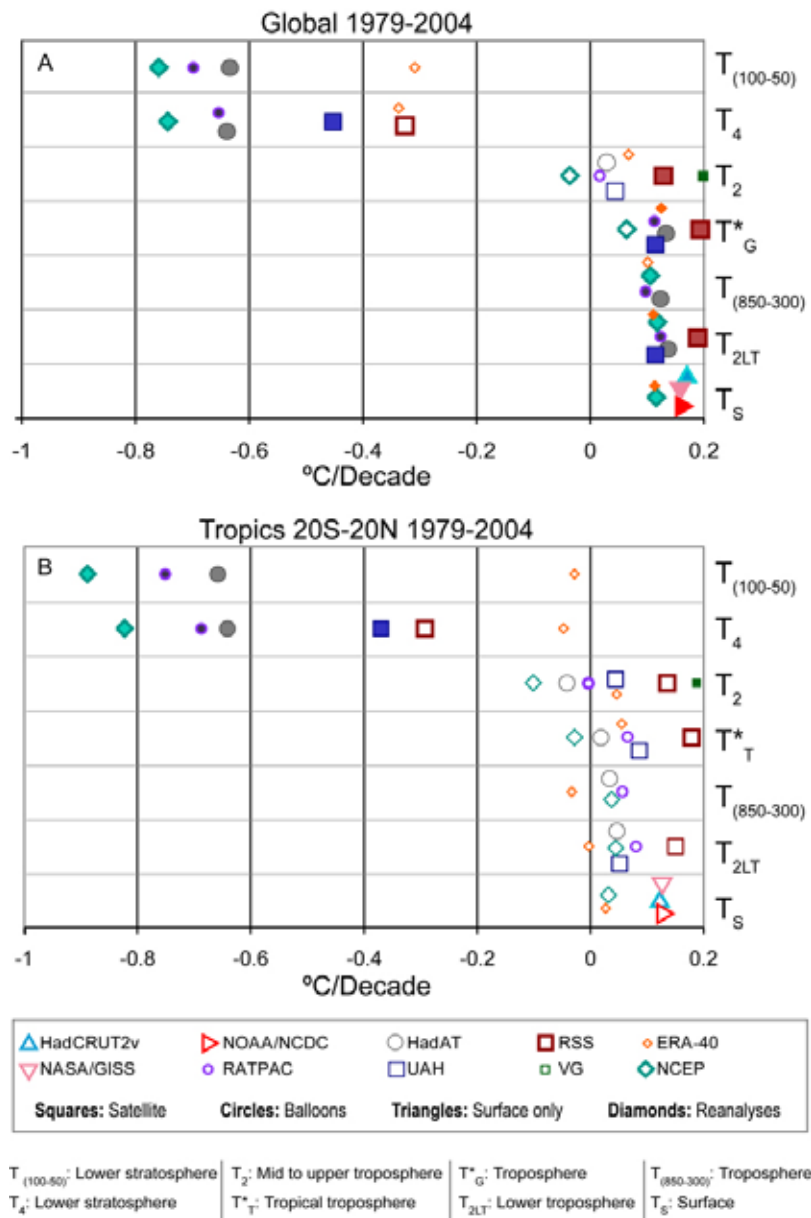 Global 1979-2004
A
T(100-50)
T4
T2
T*G
T(850-300)
T2LT
TS
-1 -0.8 -0.6 -0.4 -0.2 0 0.2
ºC/Decade
Tropics 20S-20N 1979-2004
B
T(100-50)
T4
T2
T*T
T(850-300)
T2LT
TS
-1 -0.8 -0.6 -0.4 -0.2 0 0.2
ºC/Decade
HadCRUT2v NOAA/NCDC HadAT RSS ERA-40
NASA/GISS RATPAC UAH VG NCEP
Squares: Satellite Circles: Balloons Triangles: Surface only Diamonds: Reanalyses
T(100-50): Lower stratosphere T2: Mid to upper troposphere T*G: Troposphere T(850-300): Troposphere
T4: Lower stratosphere T*T: Tropical troposphere T2LT: Lower troposphere TS: Surface